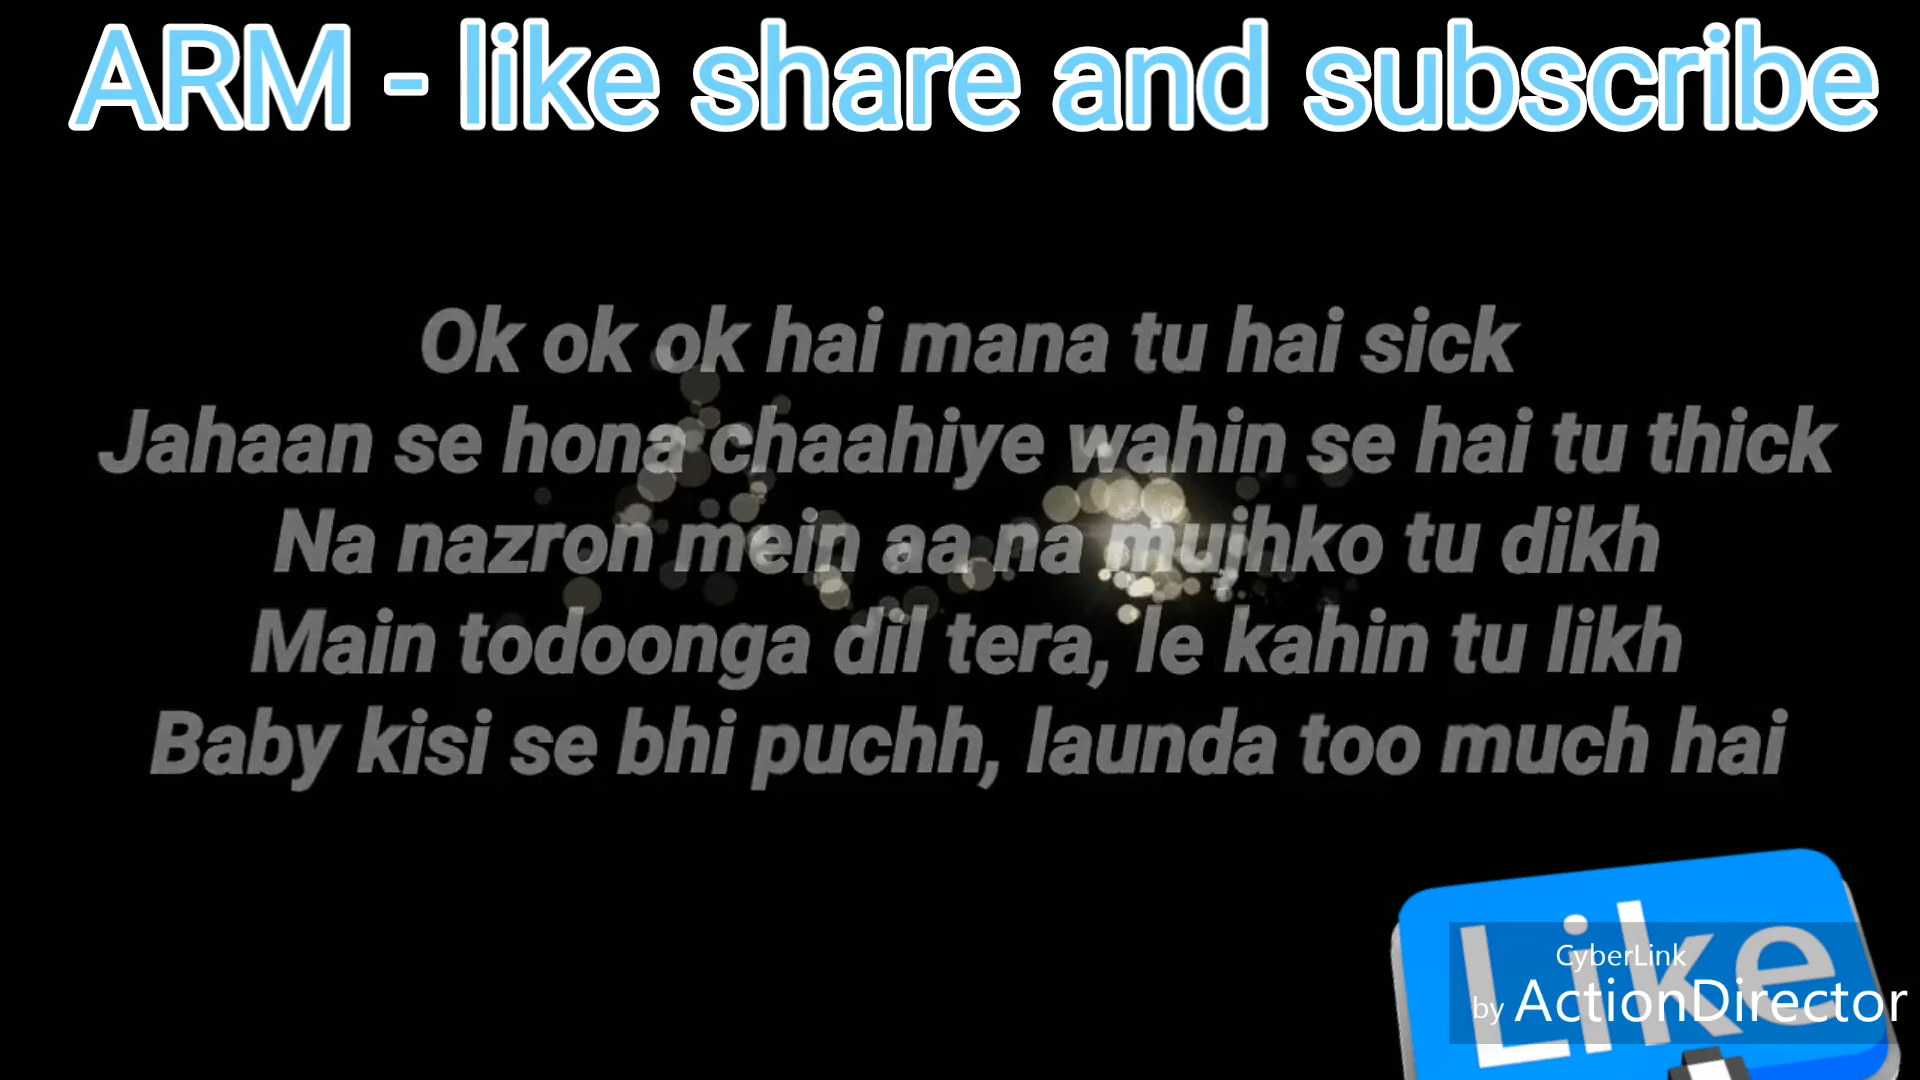 ARM - like share and subscribe
Ok ok ok hai mana tu hai sick
Jahaan se hona chaahiye wahin se hai tu thick
Na nazron mein aa na mujhko tu dikh
Main todoonga dil tera, le kahin tu likh
Baby kisi se bhi puchh, launda too much hai
Like
CyberLink
by ActionDirector